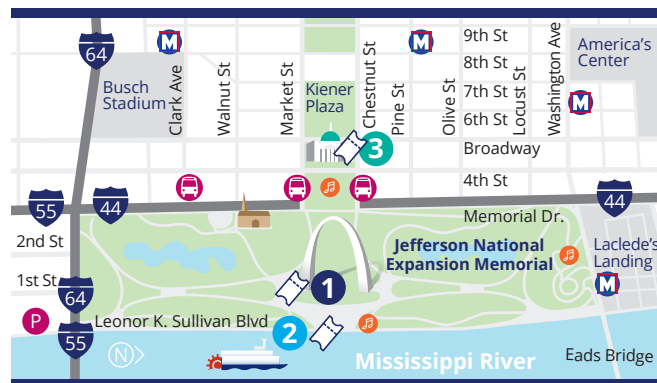 64
M
M
9th St
America's
Center
8th St
7th St
6th St
Busch
Stadium
Clark Ave
Walnut St
Market St
Kiener
Plaza
Chestnut St
Pine St
Olive St
Locust St
Washington Ave
M
3
Broadway
4th St
55
44
44
Memorial Dr.
2nd St
Jefferson National
Expansion Memorial
Laclede's
Landing
M
1st St
64
1
P
Leonor K. Sullivan Blvd
2
55
N
Mississippi River
Eads Bridge